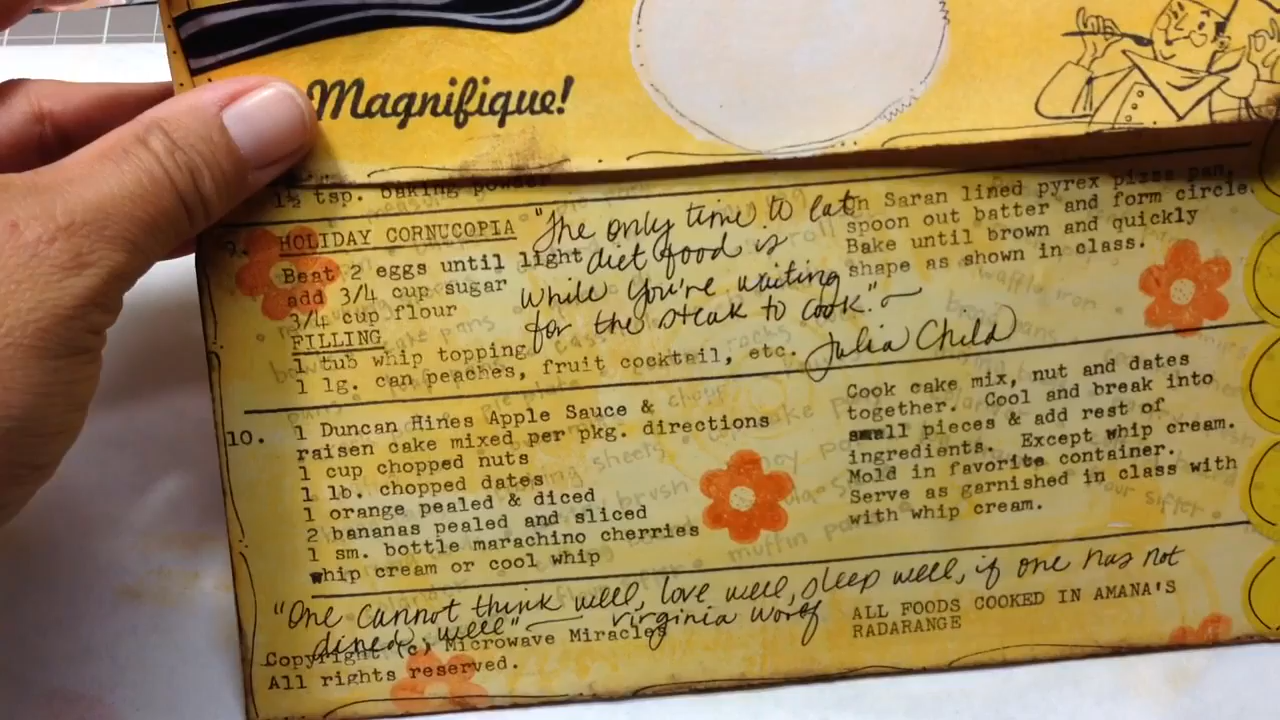 Magnifique!
1½ tsp. baking powder
9. HOLIDAY CORNUCOPIA
Beat 2 eggs until light
add 3/4 cup sugar
3/4 cup flour
FILLING
1 tub whip topping
1 lg. can peaches, fruit cocktail, etc.
"The only time to eat
diet food is
while you're waiting
for the steak to cook."~
Julia Child
n Saran lined pyrex pizza pan,
spoon out batter and form circle.
Bake until brown and quickly
shape as shown in class.
10. 1 Duncan Hines Apple Sauce &
raisen cake mixed per pkg. directions
1 cup chopped nuts
1 lb. chopped dates
1 orange pealed & diced
2 bananas pealed and sliced
1 sm. bottle marachino cherries
whip cream or cool whip
Cook cake mix, nut and dates
together. Cool and break into
small pieces & add rest of
ingredients. Except whip cream.
Mold in favorite container.
Serve as garnished in class with
with whip cream.
"One cannot think well, love well, sleep well, if one has not
dined, well" — Virginia Woolf
ALL FOODS COOKED IN AMANA'S
RADARANGE
Copyright (c) Microwave Miracles
All rights reserved.